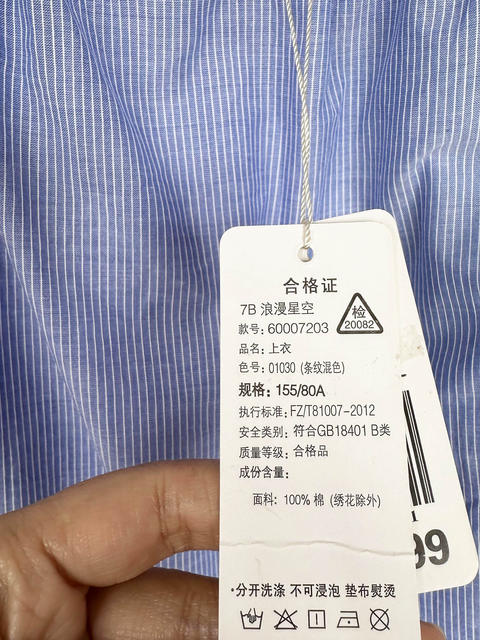 合格证
7B 浪漫星空
检
20082
款号: 60007203
品名: 上衣
色号: 01030 (条纹混色)
规格: 155/80A
执行标准: FZ/T81007-2012
安全类别: 符合GB18401 B类
质量等级: 合格品
成份含量:
面料: 100% 棉 (绣花除外)
·分开洗涤 不可浸泡 垫布熨烫
99